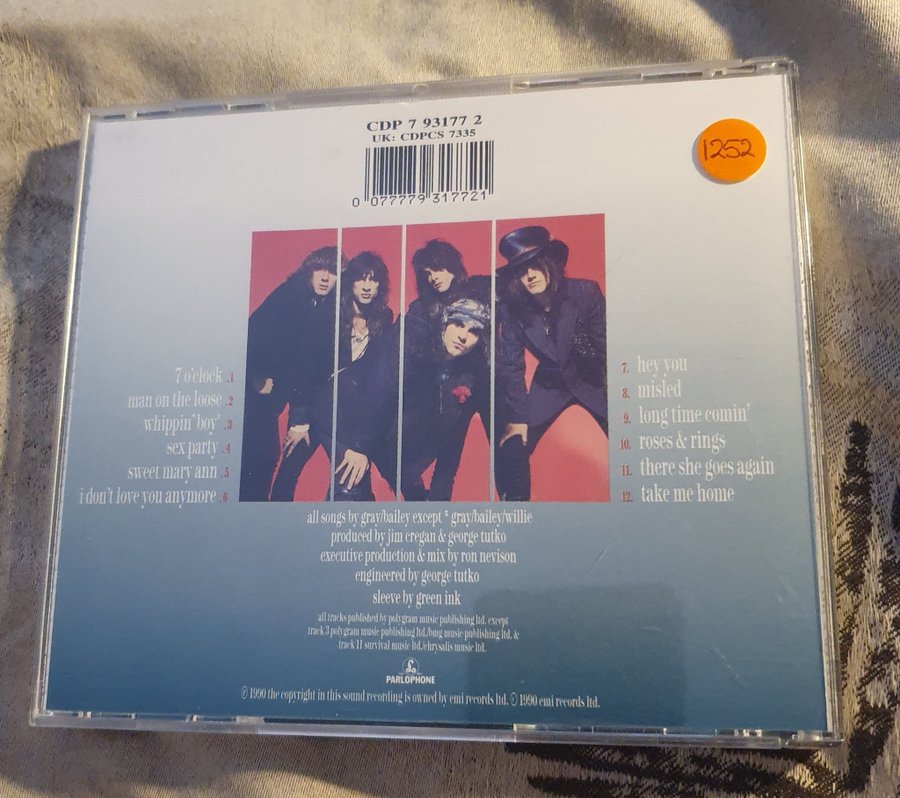 CDP 7 93177 2
UK: CDPCS 7335
1252
0 077779 317721
7 o'clock .1
man on the loose .2
whippin' boy* .3
sex party .4
sweet mary ann .5
i don't love you anymore .6
7. hey you
8. misled
9. long time comin'
10. roses & rings
11. there she goes again
12. take me home
all songs by gray/bailey except * gray/bailey/willie
produced by jim cregan & george tutko
executive production & mix by ron nevison
engineered by george tutko
sleeve by green ink
all tracks published by polygram music publishing ltd. except
track 3 polygram music publishing ltd./bmg music publishing ltd. &
track 11 survival music ltd./chrysalis music ltd.
£
PARLOPHONE
℗ 1990 the copyright in this sound recording is owned by emi records ltd. © 1990 emi records ltd.